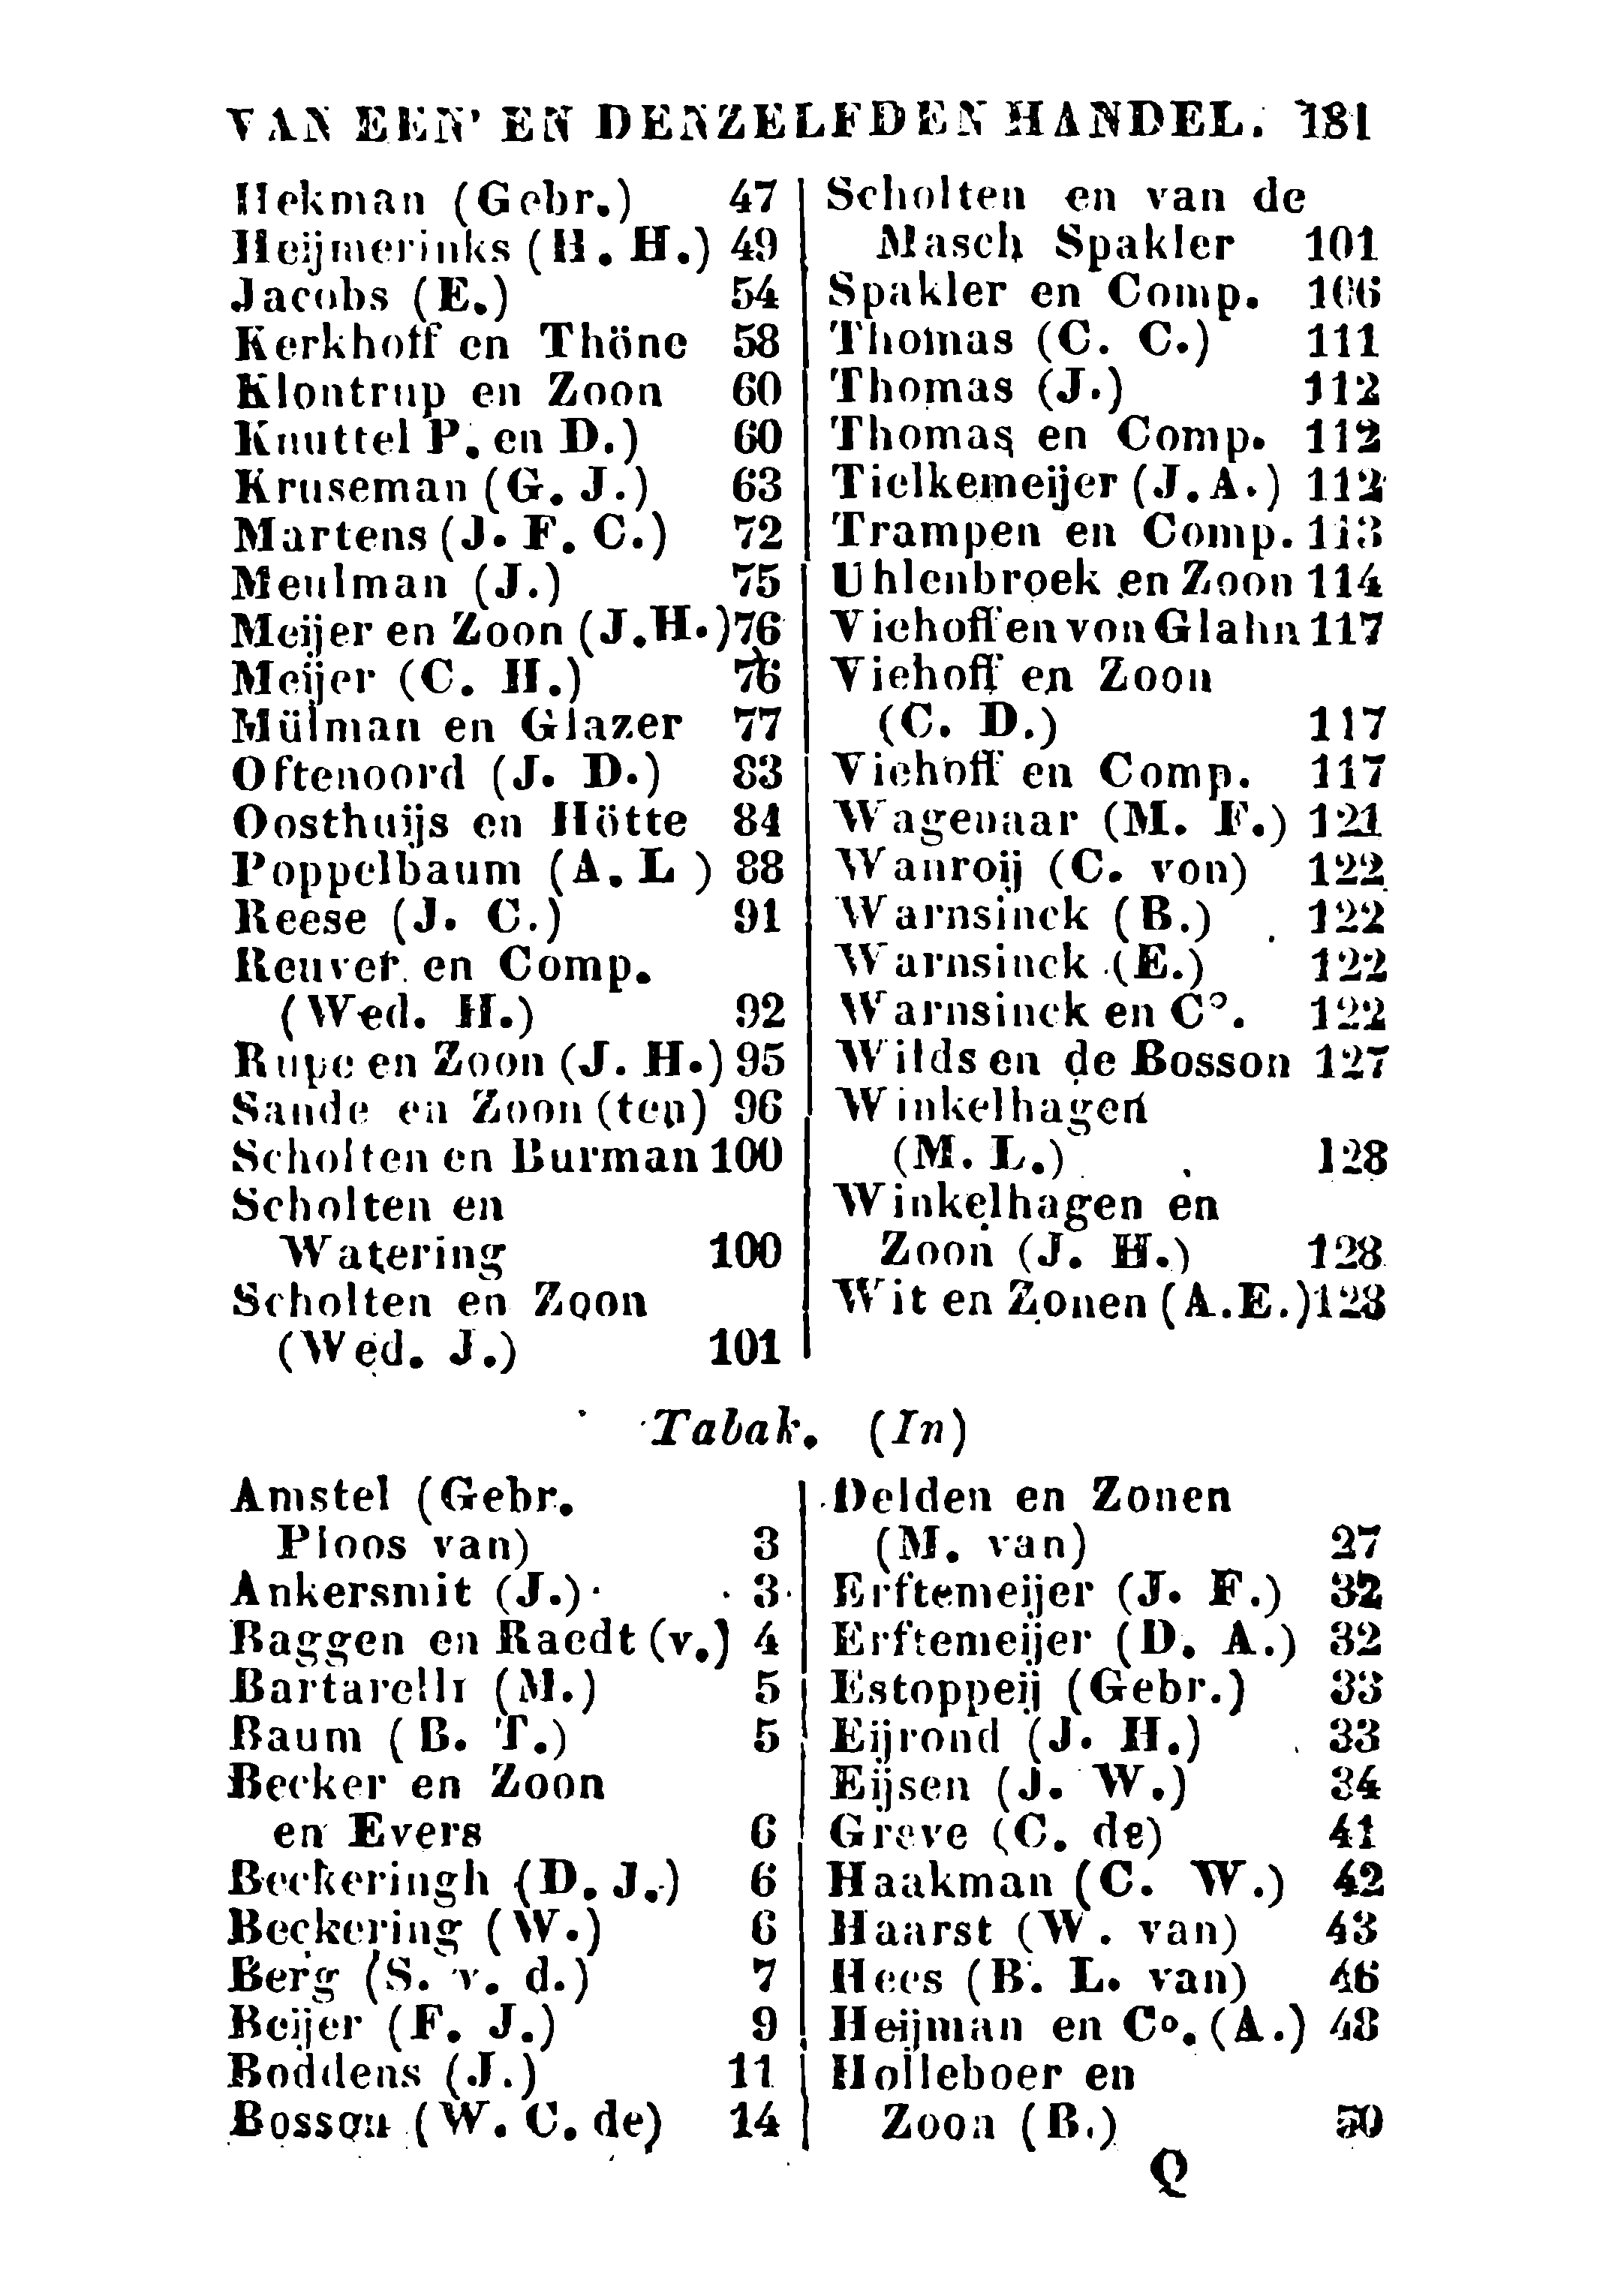 VAN EEN' EN DENZELFDEN HANDEL. 181
Hekman (Gebr.) 47
Heijmerinks (H. H.) 49
Jacobs (E.) 54
Kerkhoff en Thöne 58
Klontrup en Zoon 60
Knuttel P. en D.) 60
Kruseman (G. J.) 63
Martens (J. F. C.) 72
Meulman (J.) 75
Meijer en Zoon (J.H.) 76
Meijer (C. H.) 76
Mülman en Glazer 77
Oftenoord (J. D.) 83
Oosthuijs en Hötte 84
Poppelbaum (A. L ) 88
Reese (J. C.) 91
Reuver en Comp.
(Wed. H.) 92
Rupe en Zoon (J. H.) 95
Sande en Zoon (ten) 96
Scholten en Burman 100
Scholten en
Watering 100
Scholten en Zoon
(Wed. J.) 101
Scholten en van de
Masch Spakler 101
Spakler en Comp. 106
Thomas (C. C.) 111
Thomas (J.) 112
Thomas en Comp. 112
Tielkemeijer (J. A.) 112
Trampen en Comp. 113
Uhlenbroek en Zoon 114
Viehoff en von Glahn 117
Viehoff en Zoon
(C. D.) 117
Viehoff en Comp. 117
Wagenaar (M. F.) 121
Wanroij (C. von) 122
Warnsinck (B.) 122
Warnsinck (E.) 122
Warnsinck en Co. 122
Wilds en de Bosson 127
Winkelhagen
(M. L.) 128
Winkelhagen en
Zoon (J. H.) 128
Wit en Zonen (A.E.) 128
Tabak. (In)
Amstel (Gebr.
Ploos van) 3
Ankersmit (J.) 3
Baggen en Raedt (v.) 4
Bartarelli (M.) 5
Baum (B. T.) 5
Becker en Zoon
en Evers 6
Beckeringh (D. J.) 6
Beckering (W.) 6
Berg (S. v. d.) 7
Beijer (F. J.) 9
Boddens (J.) 11
Bosson (W. C. de) 14
Delden en Zonen
(M. van) 27
Erftemeijer (J. F.) 32
Erftemeijer (D. A.) 32
Estoppeij (Gebr.) 33
Eijrond (J. H.) 33
Eijsen (J. W.) 34
Greve (C. de) 41
Haakman (C. W.) 42
Haarst (W. van) 43
Hees (B. L. van) 46
Heijman en Co. (A.) 48
Holleboer en
Zoon (B.) 50
Q